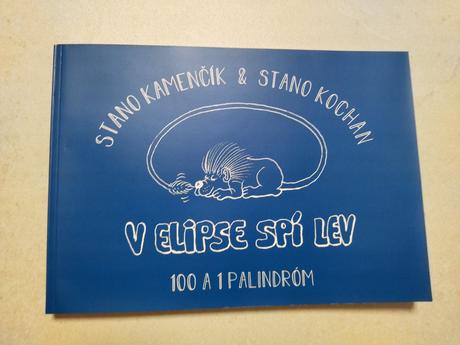 STANO KAMENČÍK & STANO KOCHAN
V ELIPSE SPÍ LEV
100 A 1 PALINDRÓM